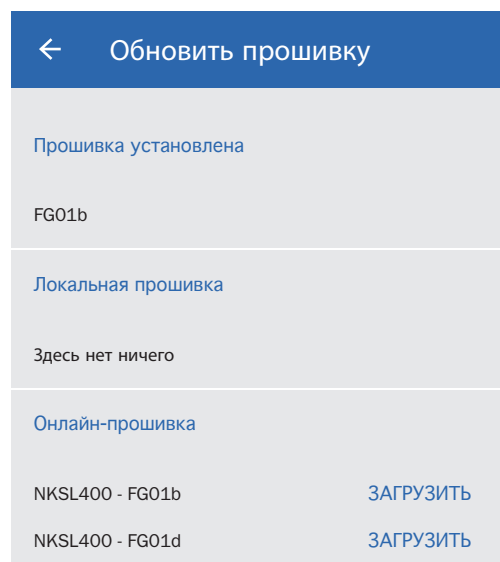 Обновить прошивку
Прошивка установлена
FG01b
Локальная прошивка
Здесь нет ничего
Онлайн-прошивка
NKSL400 - FG01b ЗАГРУЗИТЬ
NKSL400 - FG01d ЗАГРУЗИТЬ